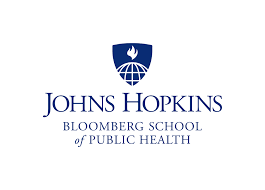 JOHNS HOPKINS
BLOOMBERG SCHOOL
of PUBLIC HEALTH